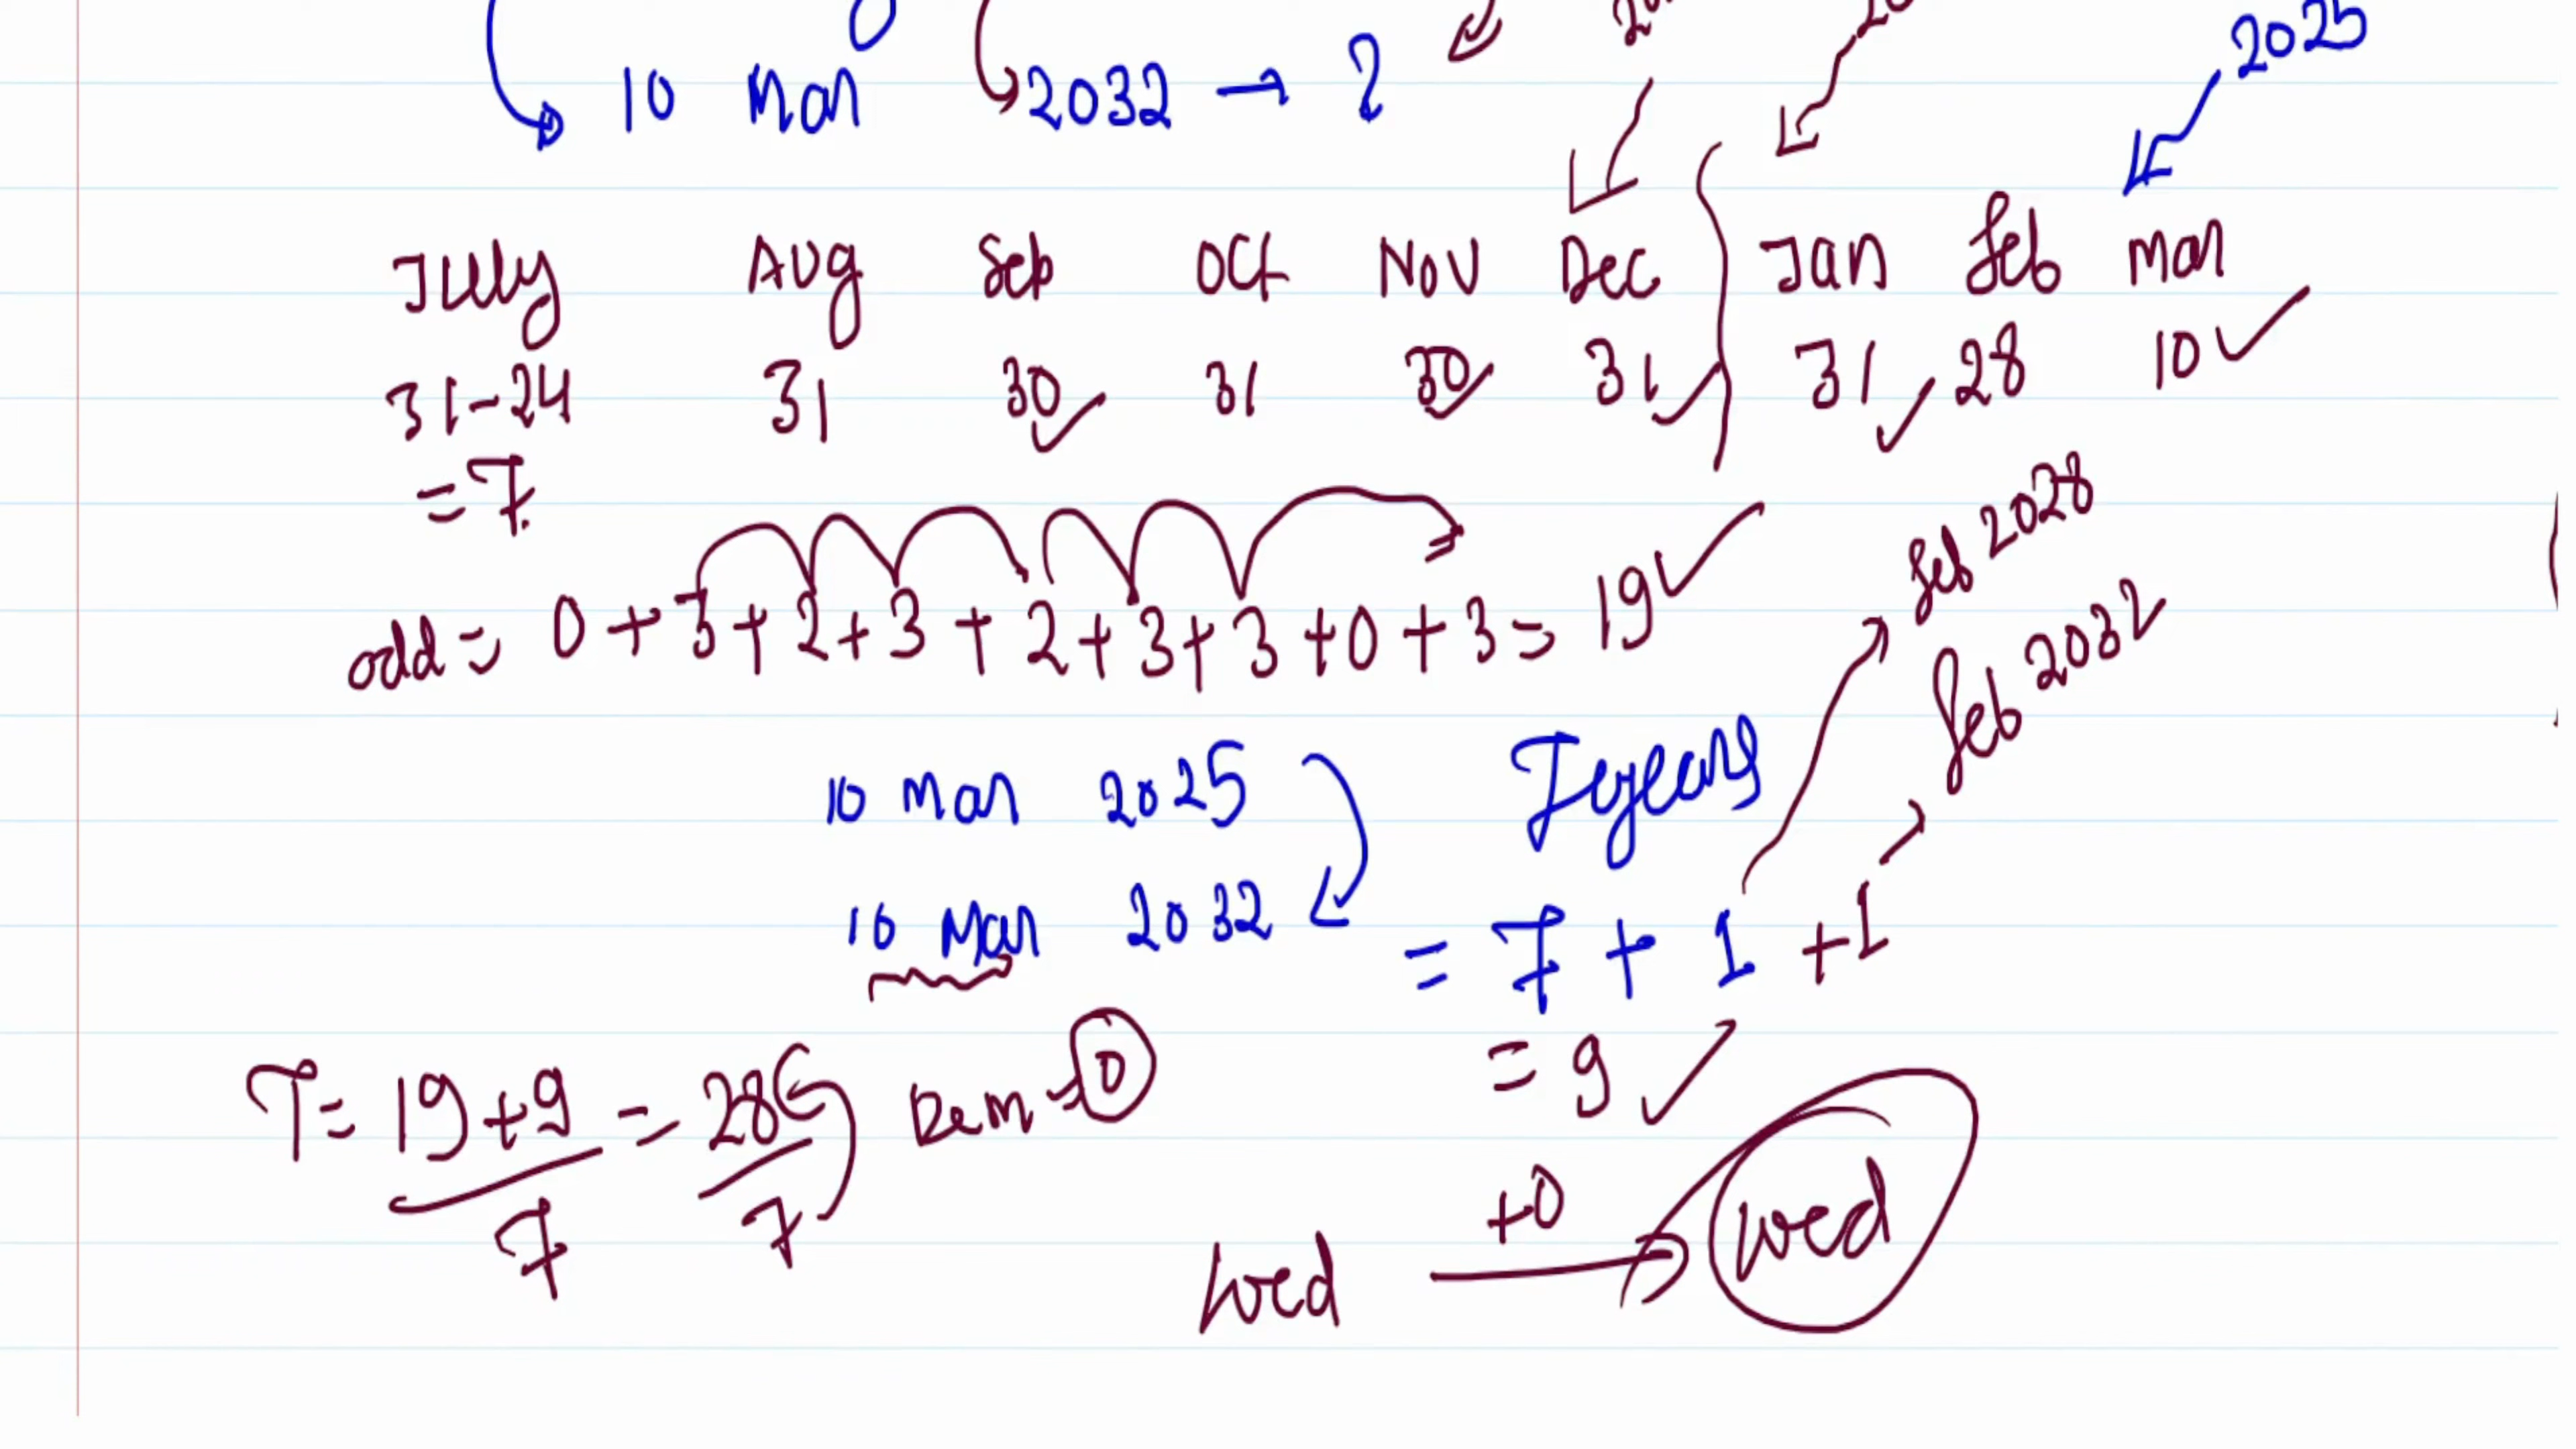 10 Mar 2032 → ?
2025
July Aug Sep OCt NOV Dec Jan feb mar
31-24 31 30 31 30 31 31 28 10
=7
odd = 0 + 3 + 2 + 3 + 2 + 3 + 3 + 0 + 3 = 19
feb 2028
feb 2032
10 Mar 2025 7years
10 Mar 2032 = 7 + 1 + 1
= 9
T = 19+9 = 28 Rem → 0
7 7
+0
wed wed